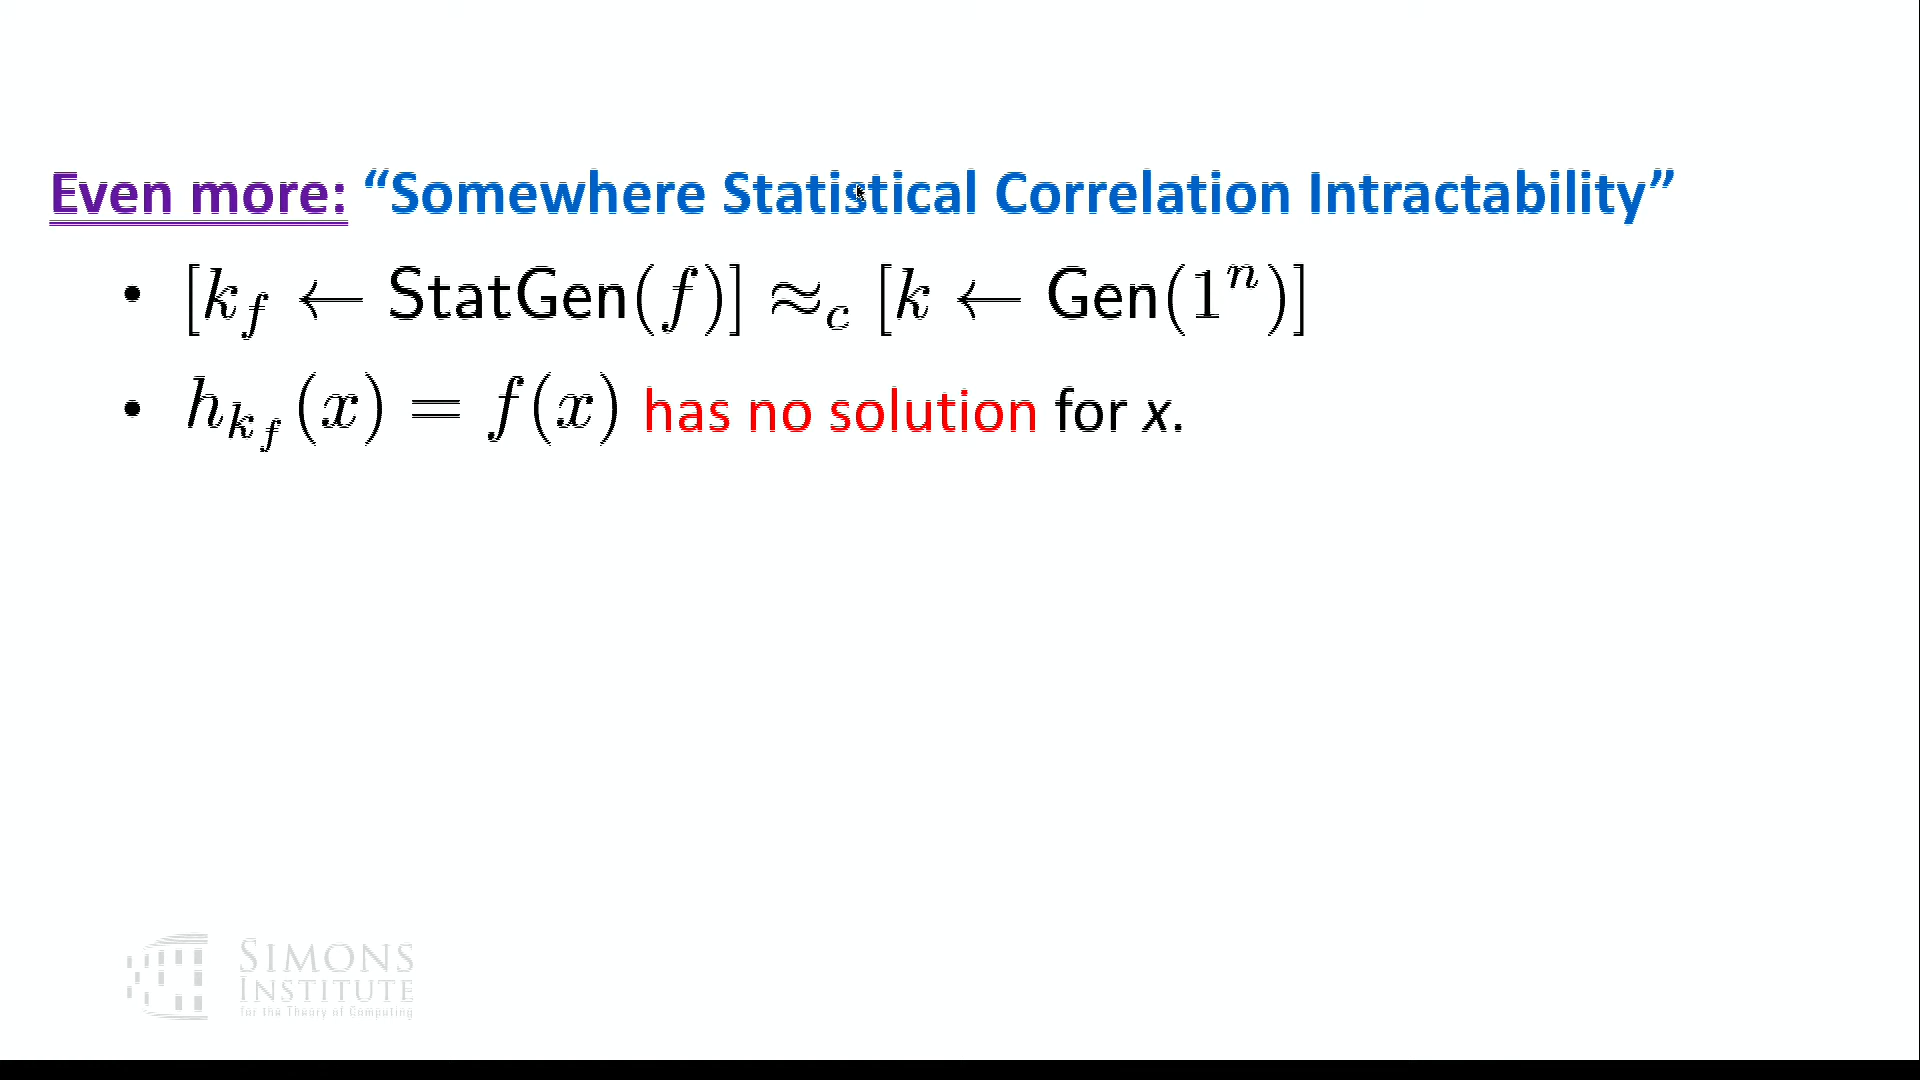 Even more: “Somewhere Statistical Correlation Intractability”
• [k_f ← StatGen(f)] ≈_c [k ← Gen(1^n)]
• h_{k_f}(x) = f(x) has no solution for x.
SIMONS
INSTITUTE
for the Theory of Computing